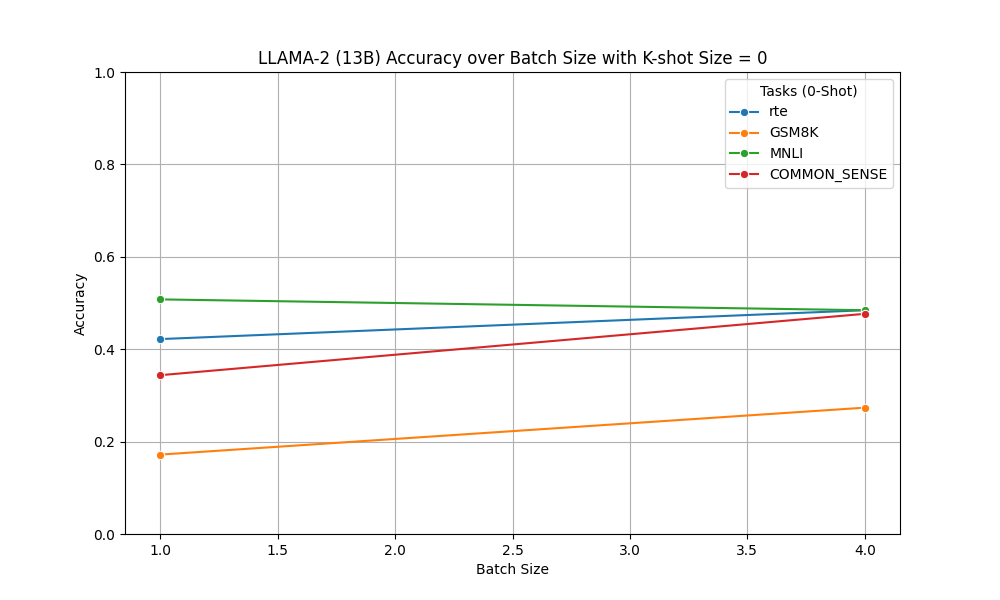 LLAMA-2 (13B) Accuracy over Batch Size with K-shot Size = 0
Tasks (0-Shot)
rte
GSM8K
MNLI
COMMON_SENSE
Accuracy
1.0
0.8
0.6
0.4
0.2
0.0
1.0 1.5 2.0 2.5 3.0 3.5 4.0
Batch Size